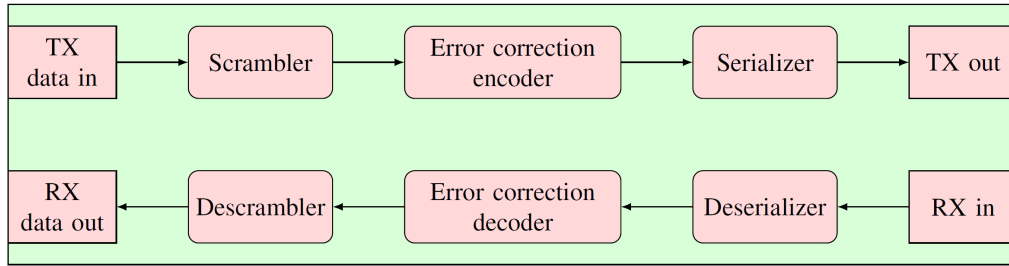 TX
data in
Scrambler
Error correction
encoder
Serializer
TX out
RX
data out
Descrambler
Error correction
decoder
Deserializer
RX in